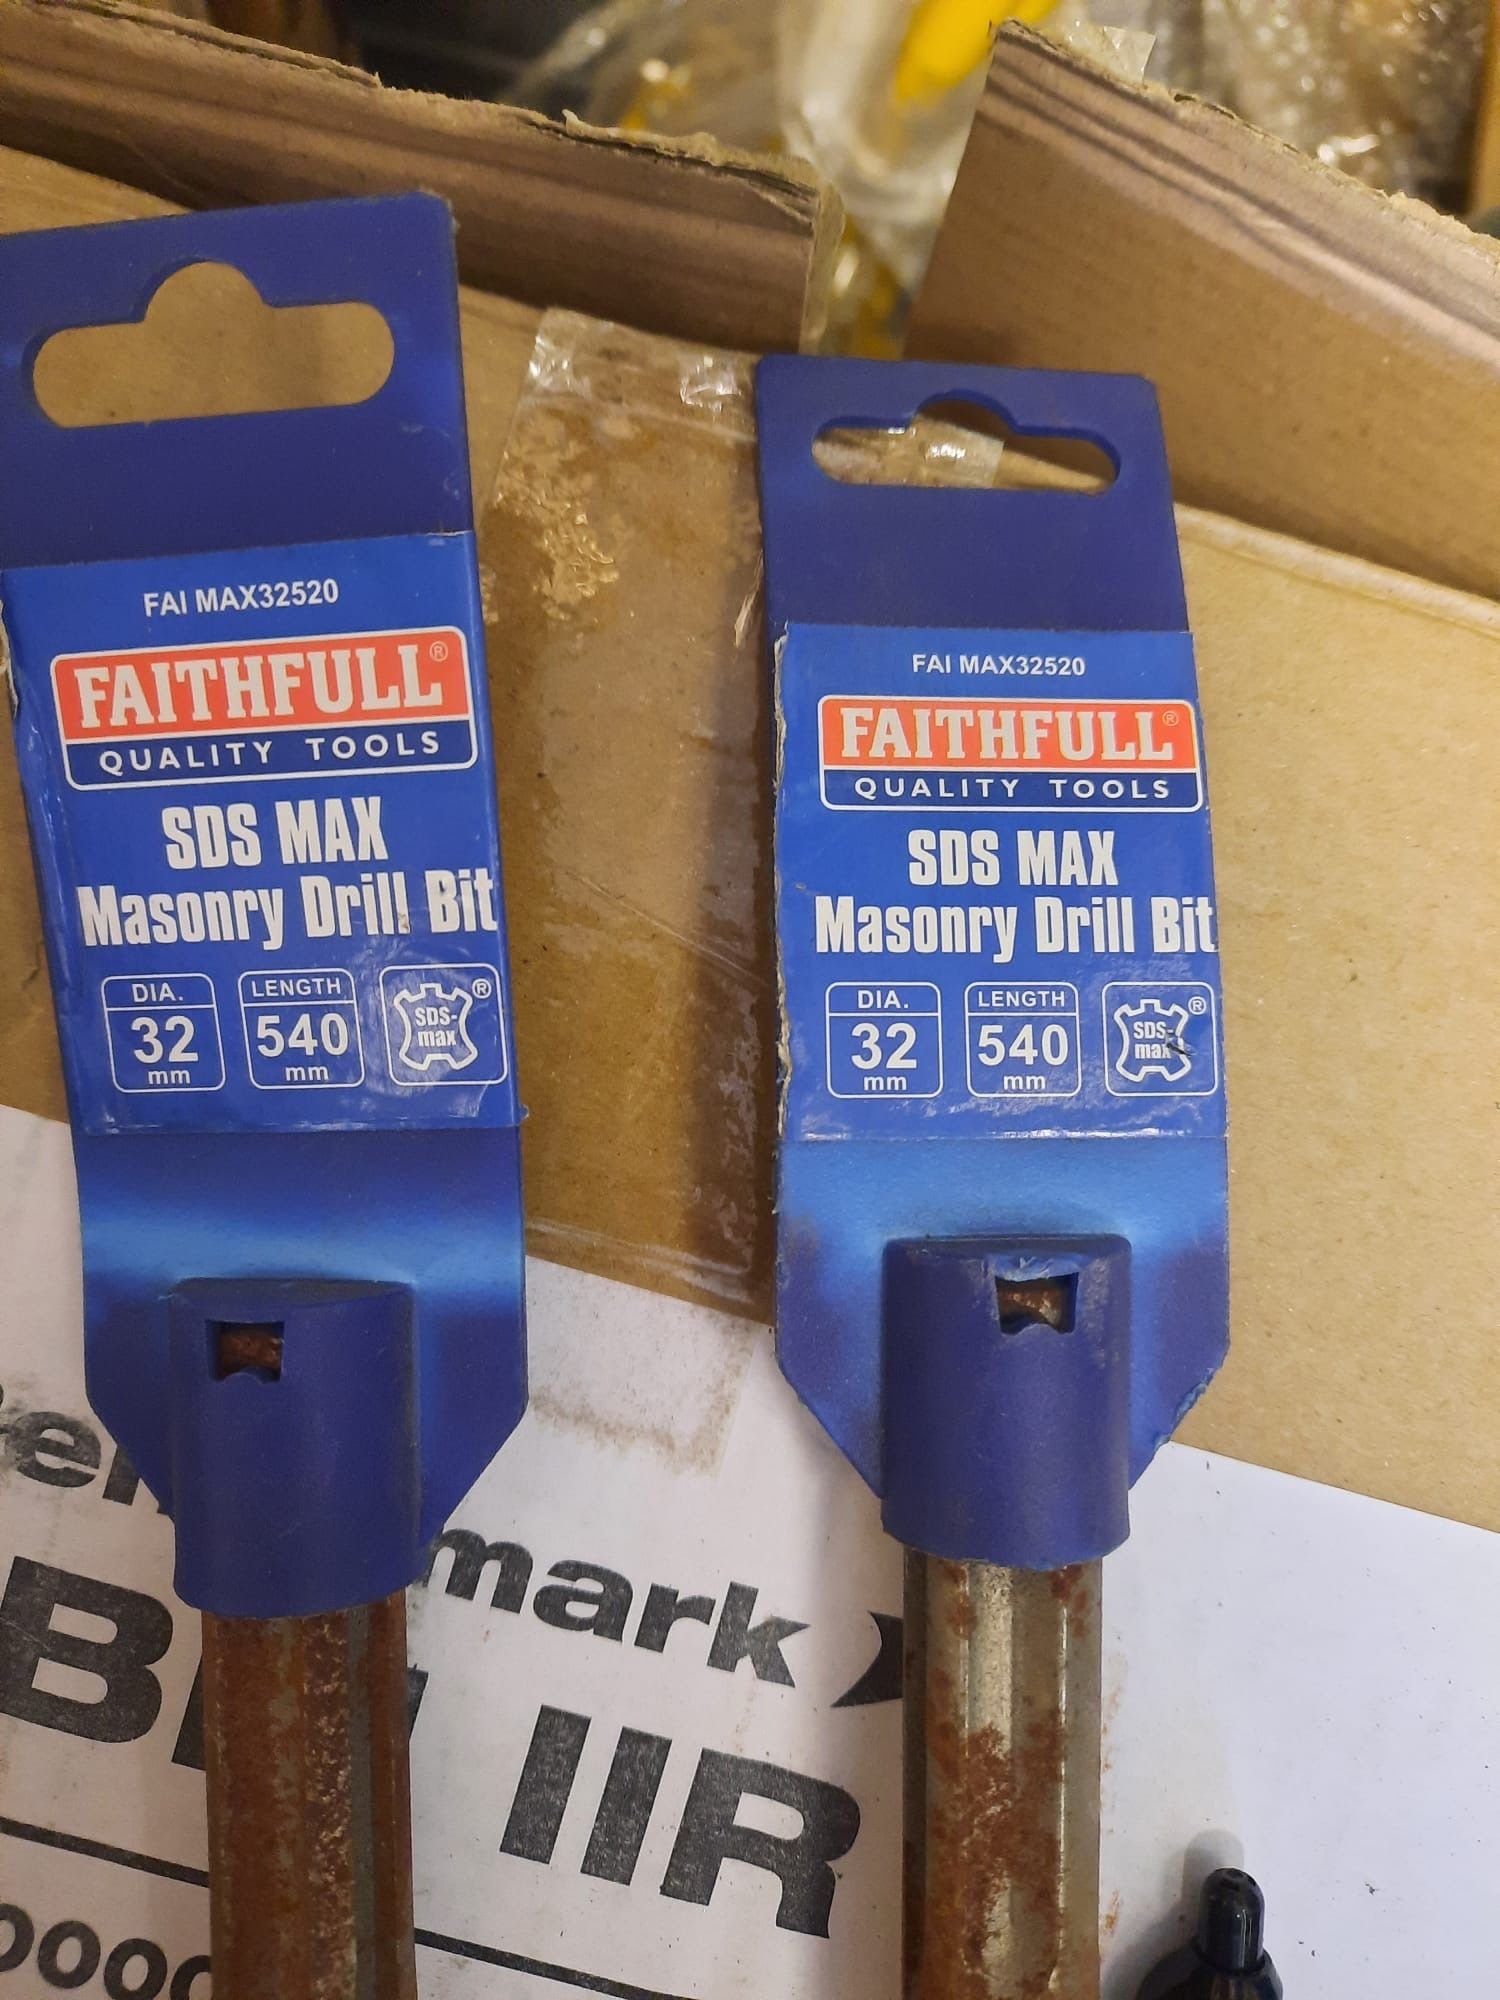 FAI MAX32520
FAITHFULL®
QUALITY TOOLS
SDS MAX
Masonry Drill Bit
DIA.
32
mm
LENGTH
540
mm
SDS-
max
®
FAI MAX32520
FAITHFULL®
QUALITY TOOLS
SDS MAX
Masonry Drill Bit
DIA.
32
mm
LENGTH
540
mm
SDS-
max
®
mark
IIR